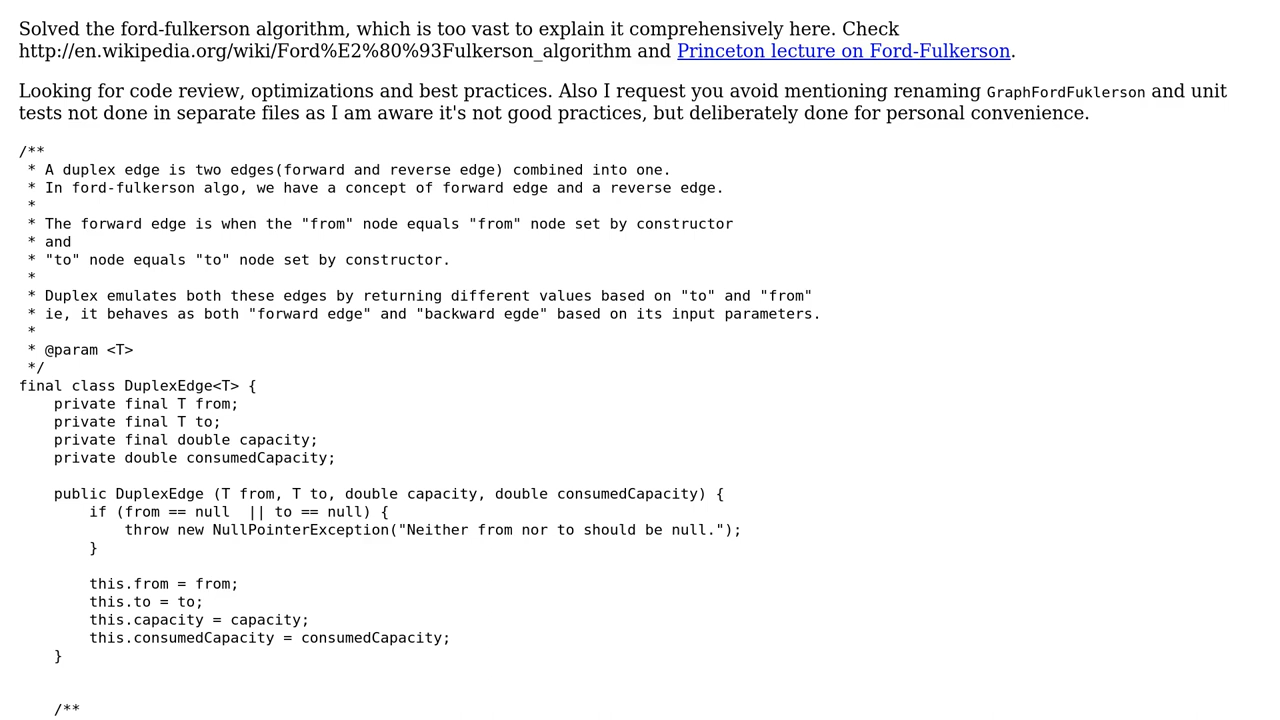 Solved the ford-fulkerson algorithm, which is too vast to explain it comprehensively here. Check
http://en.wikipedia.org/wiki/Ford%E2%80%93Fulkerson_algorithm and Princeton lecture on Ford-Fulkerson.
Looking for code review, optimizations and best practices. Also I request you avoid mentioning renaming GraphFordFuklerson and unit
tests not done in separate files as I am aware it's not good practices, but deliberately done for personal convenience.
/**
 * A duplex edge is two edges(forward and reverse edge) combined into one.
 * In ford-fulkerson algo, we have a concept of forward edge and a reverse edge.
 *
 * The forward edge is when the "from" node equals "from" node set by constructor
 * and
 * "to" node equals "to" node set by constructor.
 *
 * Duplex emulates both these edges by returning different values based on "to" and "from"
 * ie, it behaves as both "forward edge" and "backward egde" based on its input parameters.
 *
 * @param <T>
 */
final class DuplexEdge<T> {
    private final T from;
    private final T to;
    private final double capacity;
    private double consumedCapacity;

    public DuplexEdge (T from, T to, double capacity, double consumedCapacity) {
        if (from == null  || to == null) {
            throw new NullPointerException("Neither from nor to should be null.");
        }

        this.from = from;
        this.to = to;
        this.capacity = capacity;
        this.consumedCapacity = consumedCapacity;
    }

    /**